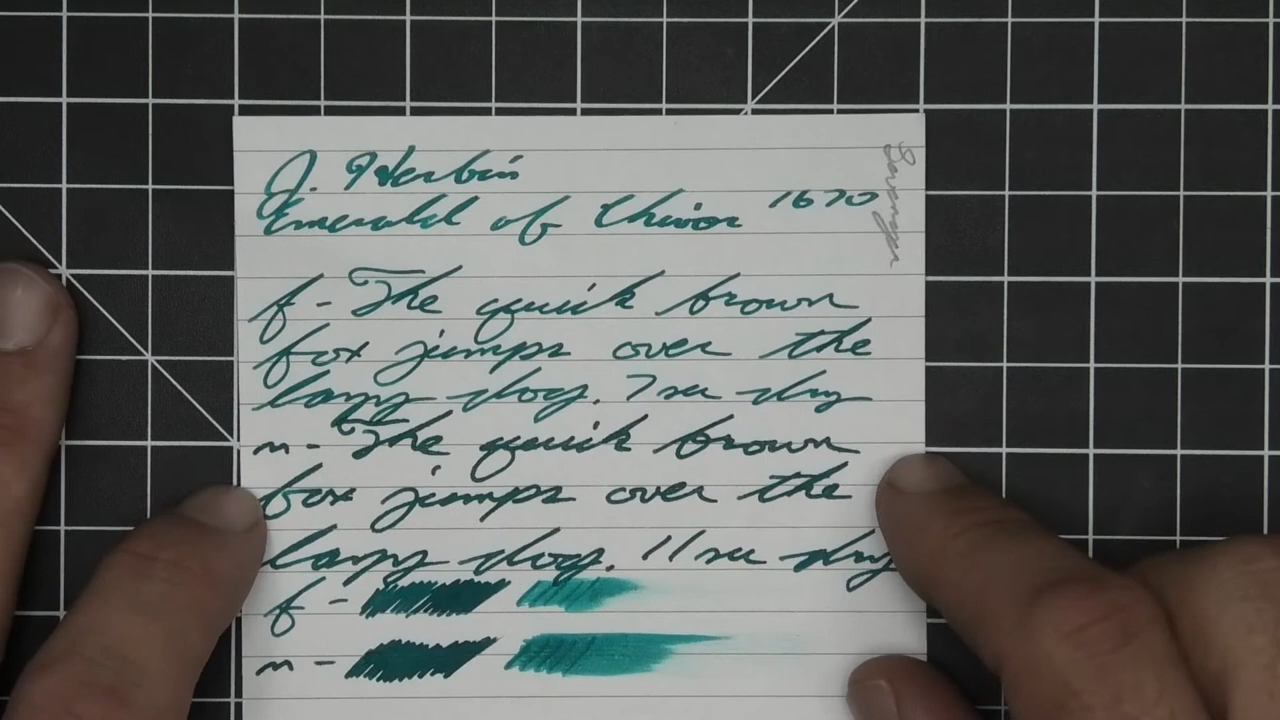 J. Herbin
Emerald of Chivor 1670
f - The quick brown
fox jumps over the
lazy dog. 7 sec dry
m - The quick brown
fox jumps over the
lazy dog. 11 sec dry
f -
m -